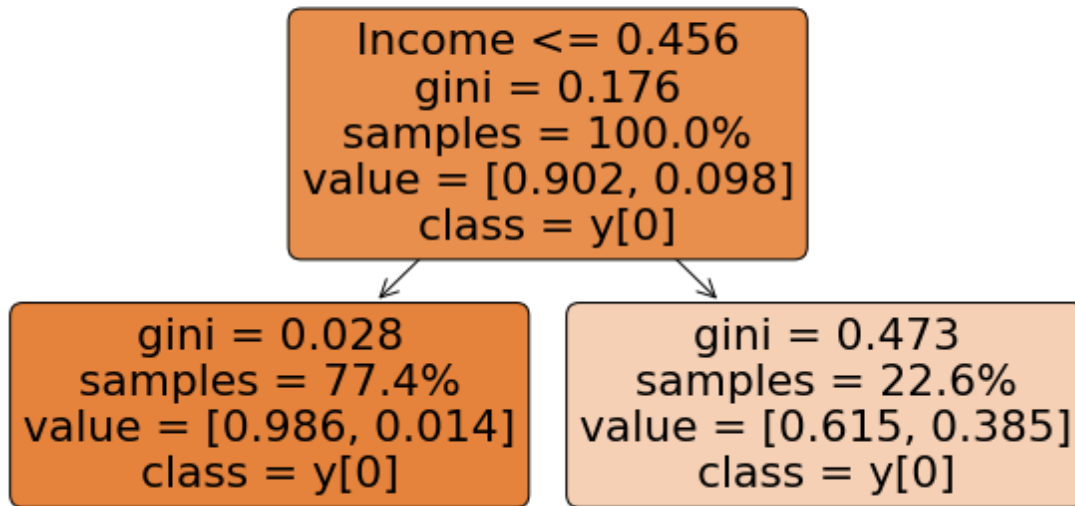 Income <= 0.456
gini = 0.176
samples = 100.0%
value = [0.902, 0.098]
class = y[0]
gini = 0.028
samples = 77.4%
value = [0.986, 0.014]
class = y[0]
gini = 0.473
samples = 22.6%
value = [0.615, 0.385]
class = y[0]